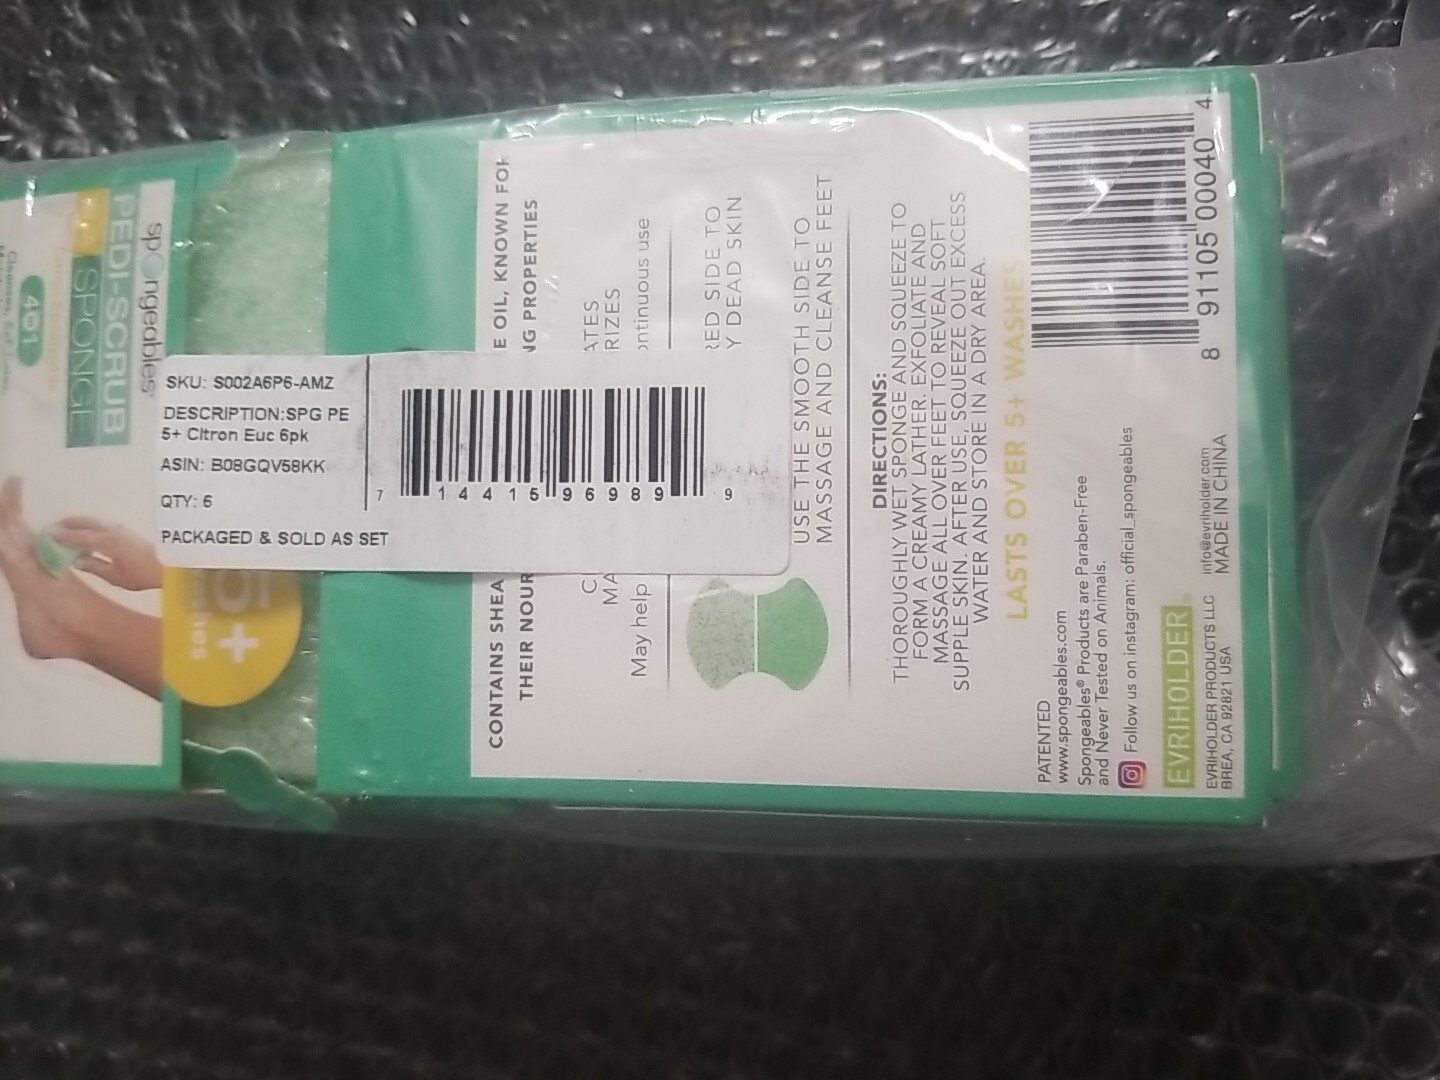 spongeables
PEDI-SCRUB
SPONGE
4 in 1
5+
SKU: S002A6P6-AMZ
DESCRIPTION:SPG PE
5+ Citron Euc 6pk
ASIN: B08GQV58KK
QTY: 6
PACKAGED & SOLD AS SET
7 14415 96989 9
CONTAINS SHEA
E OIL, KNOWN FOR
THEIR NOUR
NG PROPERTIES
ATES
RIZES
May help
ontinuous use
RED SIDE TO
Y DEAD SKIN
USE THE SMOOTH SIDE TO
MASSAGE AND CLEANSE FEET
DIRECTIONS:
THOROUGHLY WET SPONGE AND SQUEEZE TO
FORM A CREAMY LATHER. EXFOLIATE AND
MASSAGE ALL OVER FEET TO REVEAL SOFT
SUPPLE SKIN. AFTER USE, SQUEEZE OUT EXCESS
WATER AND STORE IN A DRY AREA.
LASTS OVER 5+ WASHES
PATENTED
www.spongeables.com
Spongeables® Products are Paraben-Free
and Never Tested on Animals.
Follow us on instagram: official_spongeables
EVRIHOLDER®
EVRIHOLDER PRODUCTS LLC
BREA, CA 92821 USA
info@evriholder.com
MADE IN CHINA
8 91105 00040 4